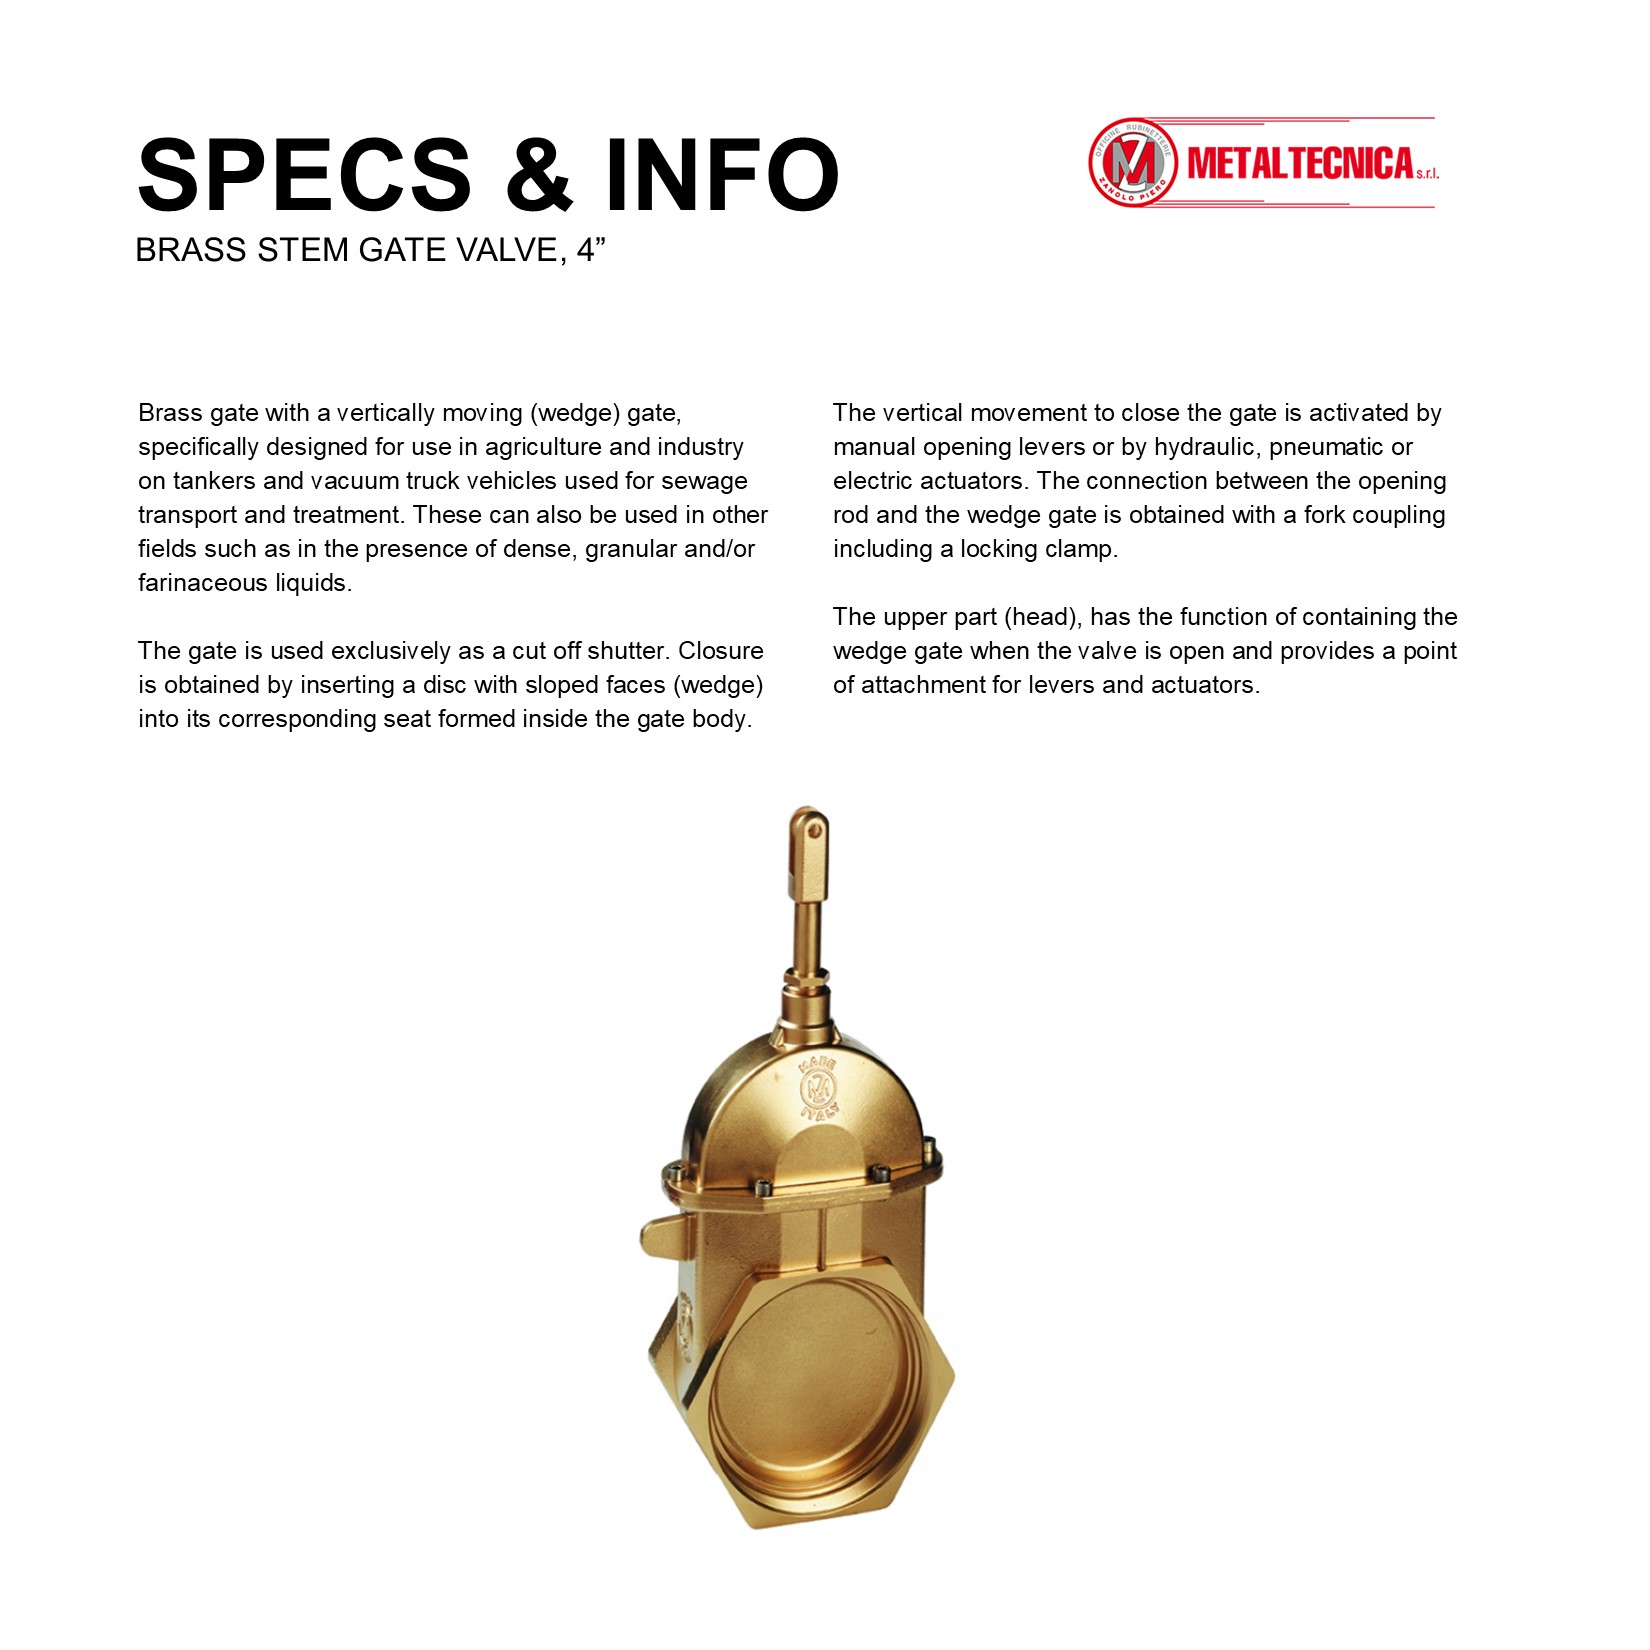 SPECS & INFO
BRASS STEM GATE VALVE, 4”
OFFICINE RUBINETTERIE
ZANOLO PIERO
METALTECNICA s.r.l.
Brass gate with a vertically moving (wedge) gate,
specifically designed for use in agriculture and industry
on tankers and vacuum truck vehicles used for sewage
transport and treatment. These can also be used in other
fields such as in the presence of dense, granular and/or
farinaceous liquids.
The gate is used exclusively as a cut off shutter. Closure
is obtained by inserting a disc with sloped faces (wedge)
into its corresponding seat formed inside the gate body.
The vertical movement to close the gate is activated by
manual opening levers or by hydraulic, pneumatic or
electric actuators. The connection between the opening
rod and the wedge gate is obtained with a fork coupling
including a locking clamp.
The upper part (head), has the function of containing the
wedge gate when the valve is open and provides a point
of attachment for levers and actuators.
MADE
ITALY